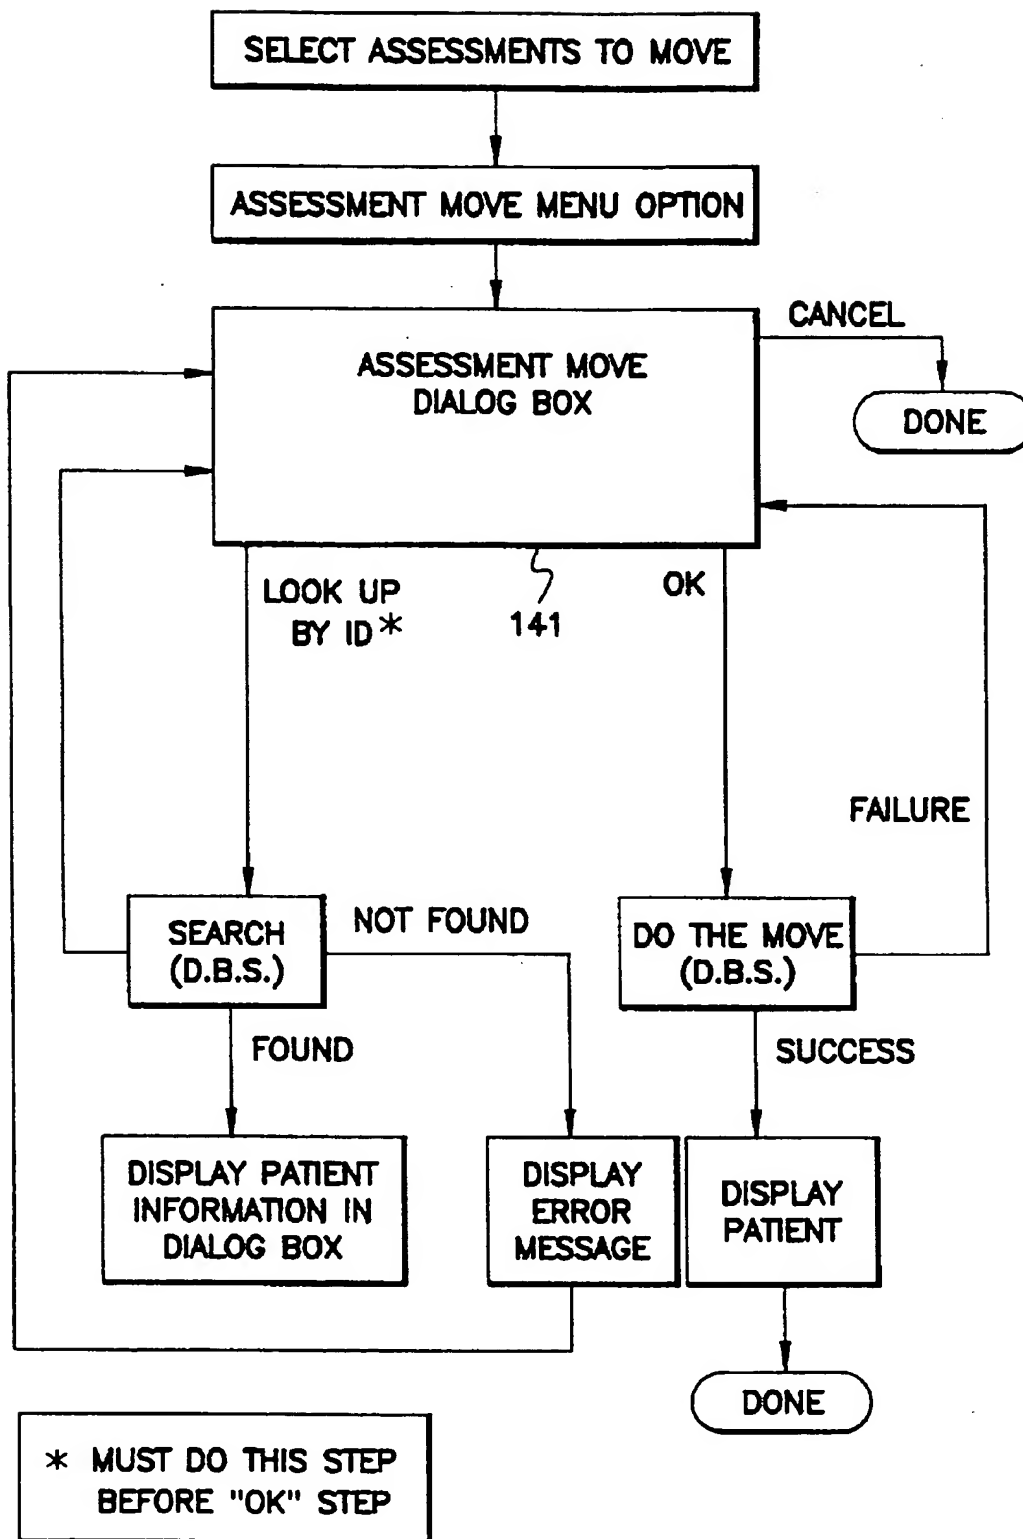 SELECT ASSESSMENTS TO MOVE
ASSESSMENT MOVE MENU OPTION
CANCEL
ASSESSMENT MOVE
DIALOG BOX
DONE
LOOK UP
BY ID*
141
OK
FAILURE
SEARCH
(D.B.S.)
NOT FOUND
DO THE MOVE
(D.B.S.)
FOUND
SUCCESS
DISPLAY PATIENT
INFORMATION IN
DIALOG BOX
DISPLAY
ERROR
MESSAGE
DISPLAY
PATIENT
DONE
* MUST DO THIS STEP
BEFORE "OK" STEP